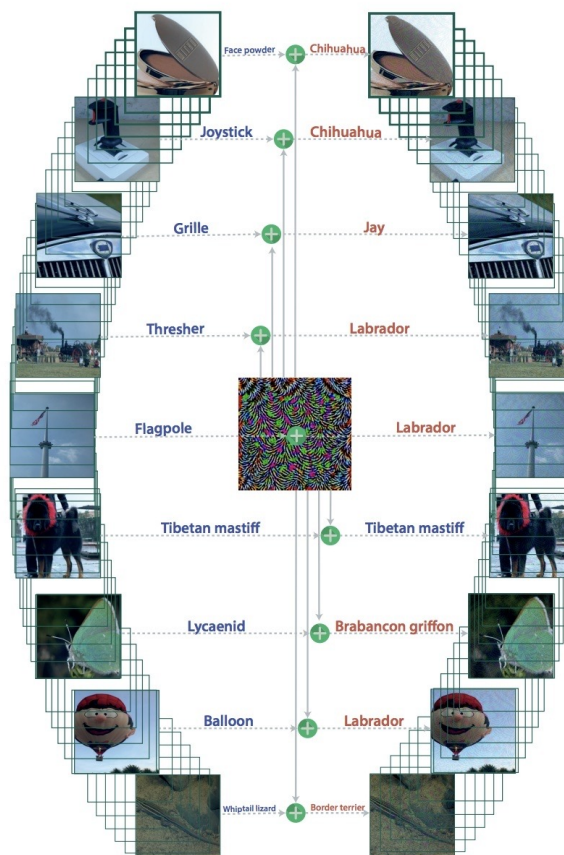 Face powder Chihuahua
Joystick Chihuahua
Grille Jay
Thresher Labrador
Flagpole Labrador
Tibetan mastiff Tibetan mastiff
Lycaenid Brabancon griffon
Balloon Labrador
Whiptail lizard Border terrier